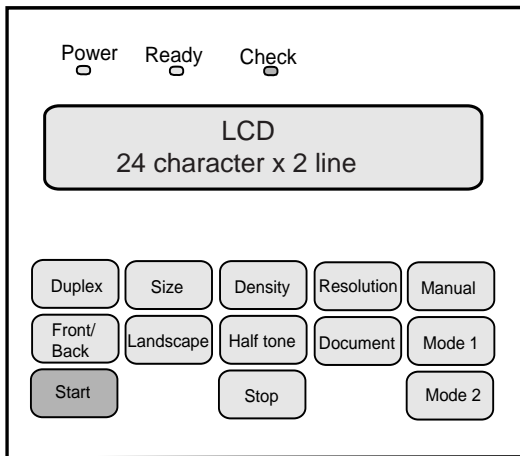 Power Ready Check
LCD
24 character x 2 line
Duplex Size Density Resolution Manual
Front/
Back Landscape Half tone Document Mode 1
Start Stop Mode 2